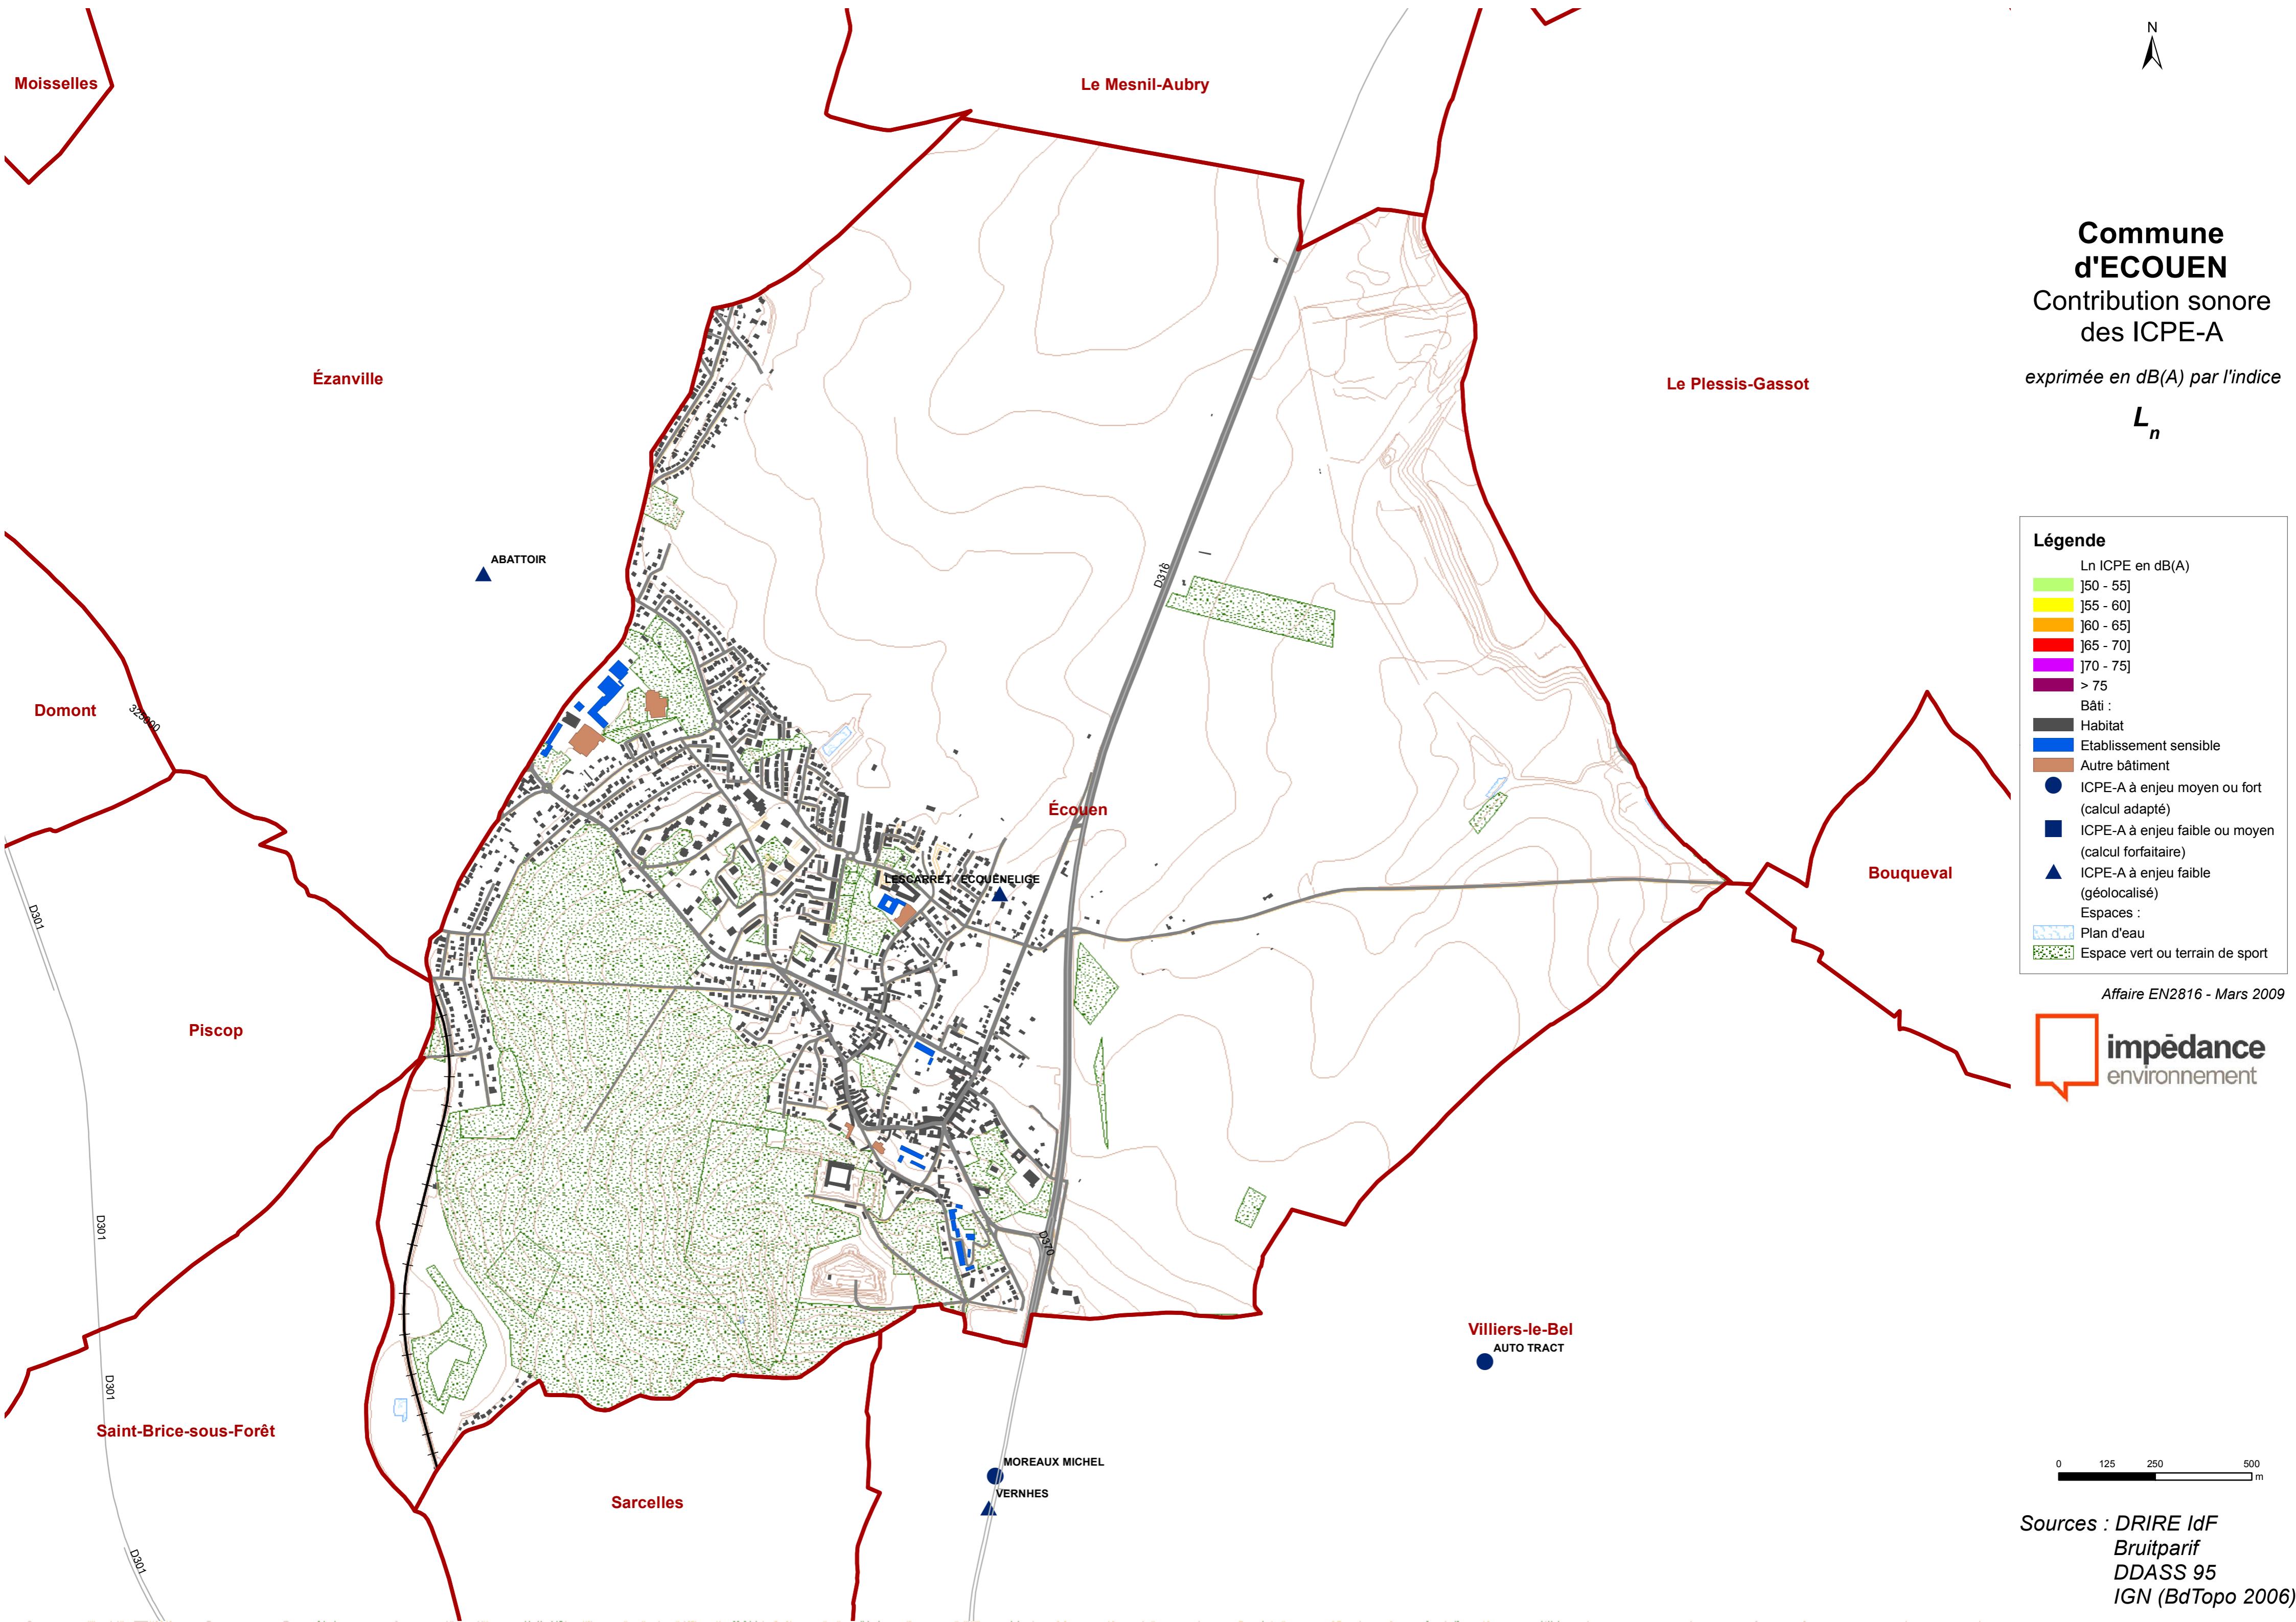 Moisselles
Le Mesnil-Aubry
N
Commune
d'ECOUEN
Contribution sonore
des ICPE-A
exprimée en dB(A) par l'indice
Ln
Ézanville
Le Plessis-Gassot
ABATTOIR
D316
Domont
Écouen
LESCARRET
Bouqueval
D301
Piscop
D301
D370
Villiers-le-Bel
AUTO TRACT
D301
Saint-Brice-sous-Forêt
MOREAUX MICHEL
VERNHES
Sarcelles
D301
Légende
Ln ICPE en dB(A)
]50 - 55]
]55 - 60]
]60 - 65]
]65 - 70]
]70 - 75]
> 75
Bâti :
Habitat
Etablissement sensible
Autre bâtiment
ICPE-A à enjeu moyen ou fort
(calcul adapté)
ICPE-A à enjeu faible ou moyen
(calcul forfaitaire)
ICPE-A à enjeu faible
(géolocalisé)
Espaces :
Plan d'eau
Espace vert ou terrain de sport
Affaire EN2816 - Mars 2009
impēdance
environnement
0 125 250 500
m
Sources : DRIRE IdF
Bruitparif
DDASS 95
IGN (BdTopo 2006)